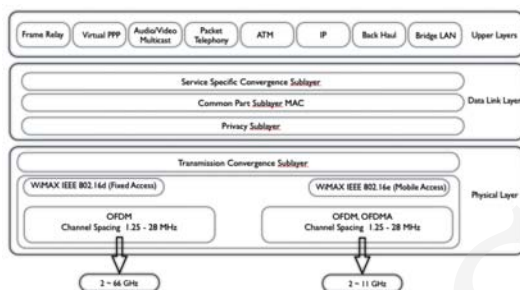 Frame Relay
Virtual PPP
Audio/Video
Multicast
Packet
Telephony
ATM
IP
Back Haul
Bridge LAN
Upper Layers
Service Specific Convergence Sublayer
Common Part Sublayer MAC
Privacy Sublayer
Data Link Layer
Transmission Convergence Sublayer
WiMAX IEEE 802.16d (Fixed Access)
WiMAX IEEE 802.16e (Mobile Access)
Physical Layer
OFDM
Channel Spacing 1.25 - 28 MHz
OFDM, OFDMA
Channel Spacing 1.25 - 28 MHz
2 ~ 66 GHz
2 ~ 11 GHz